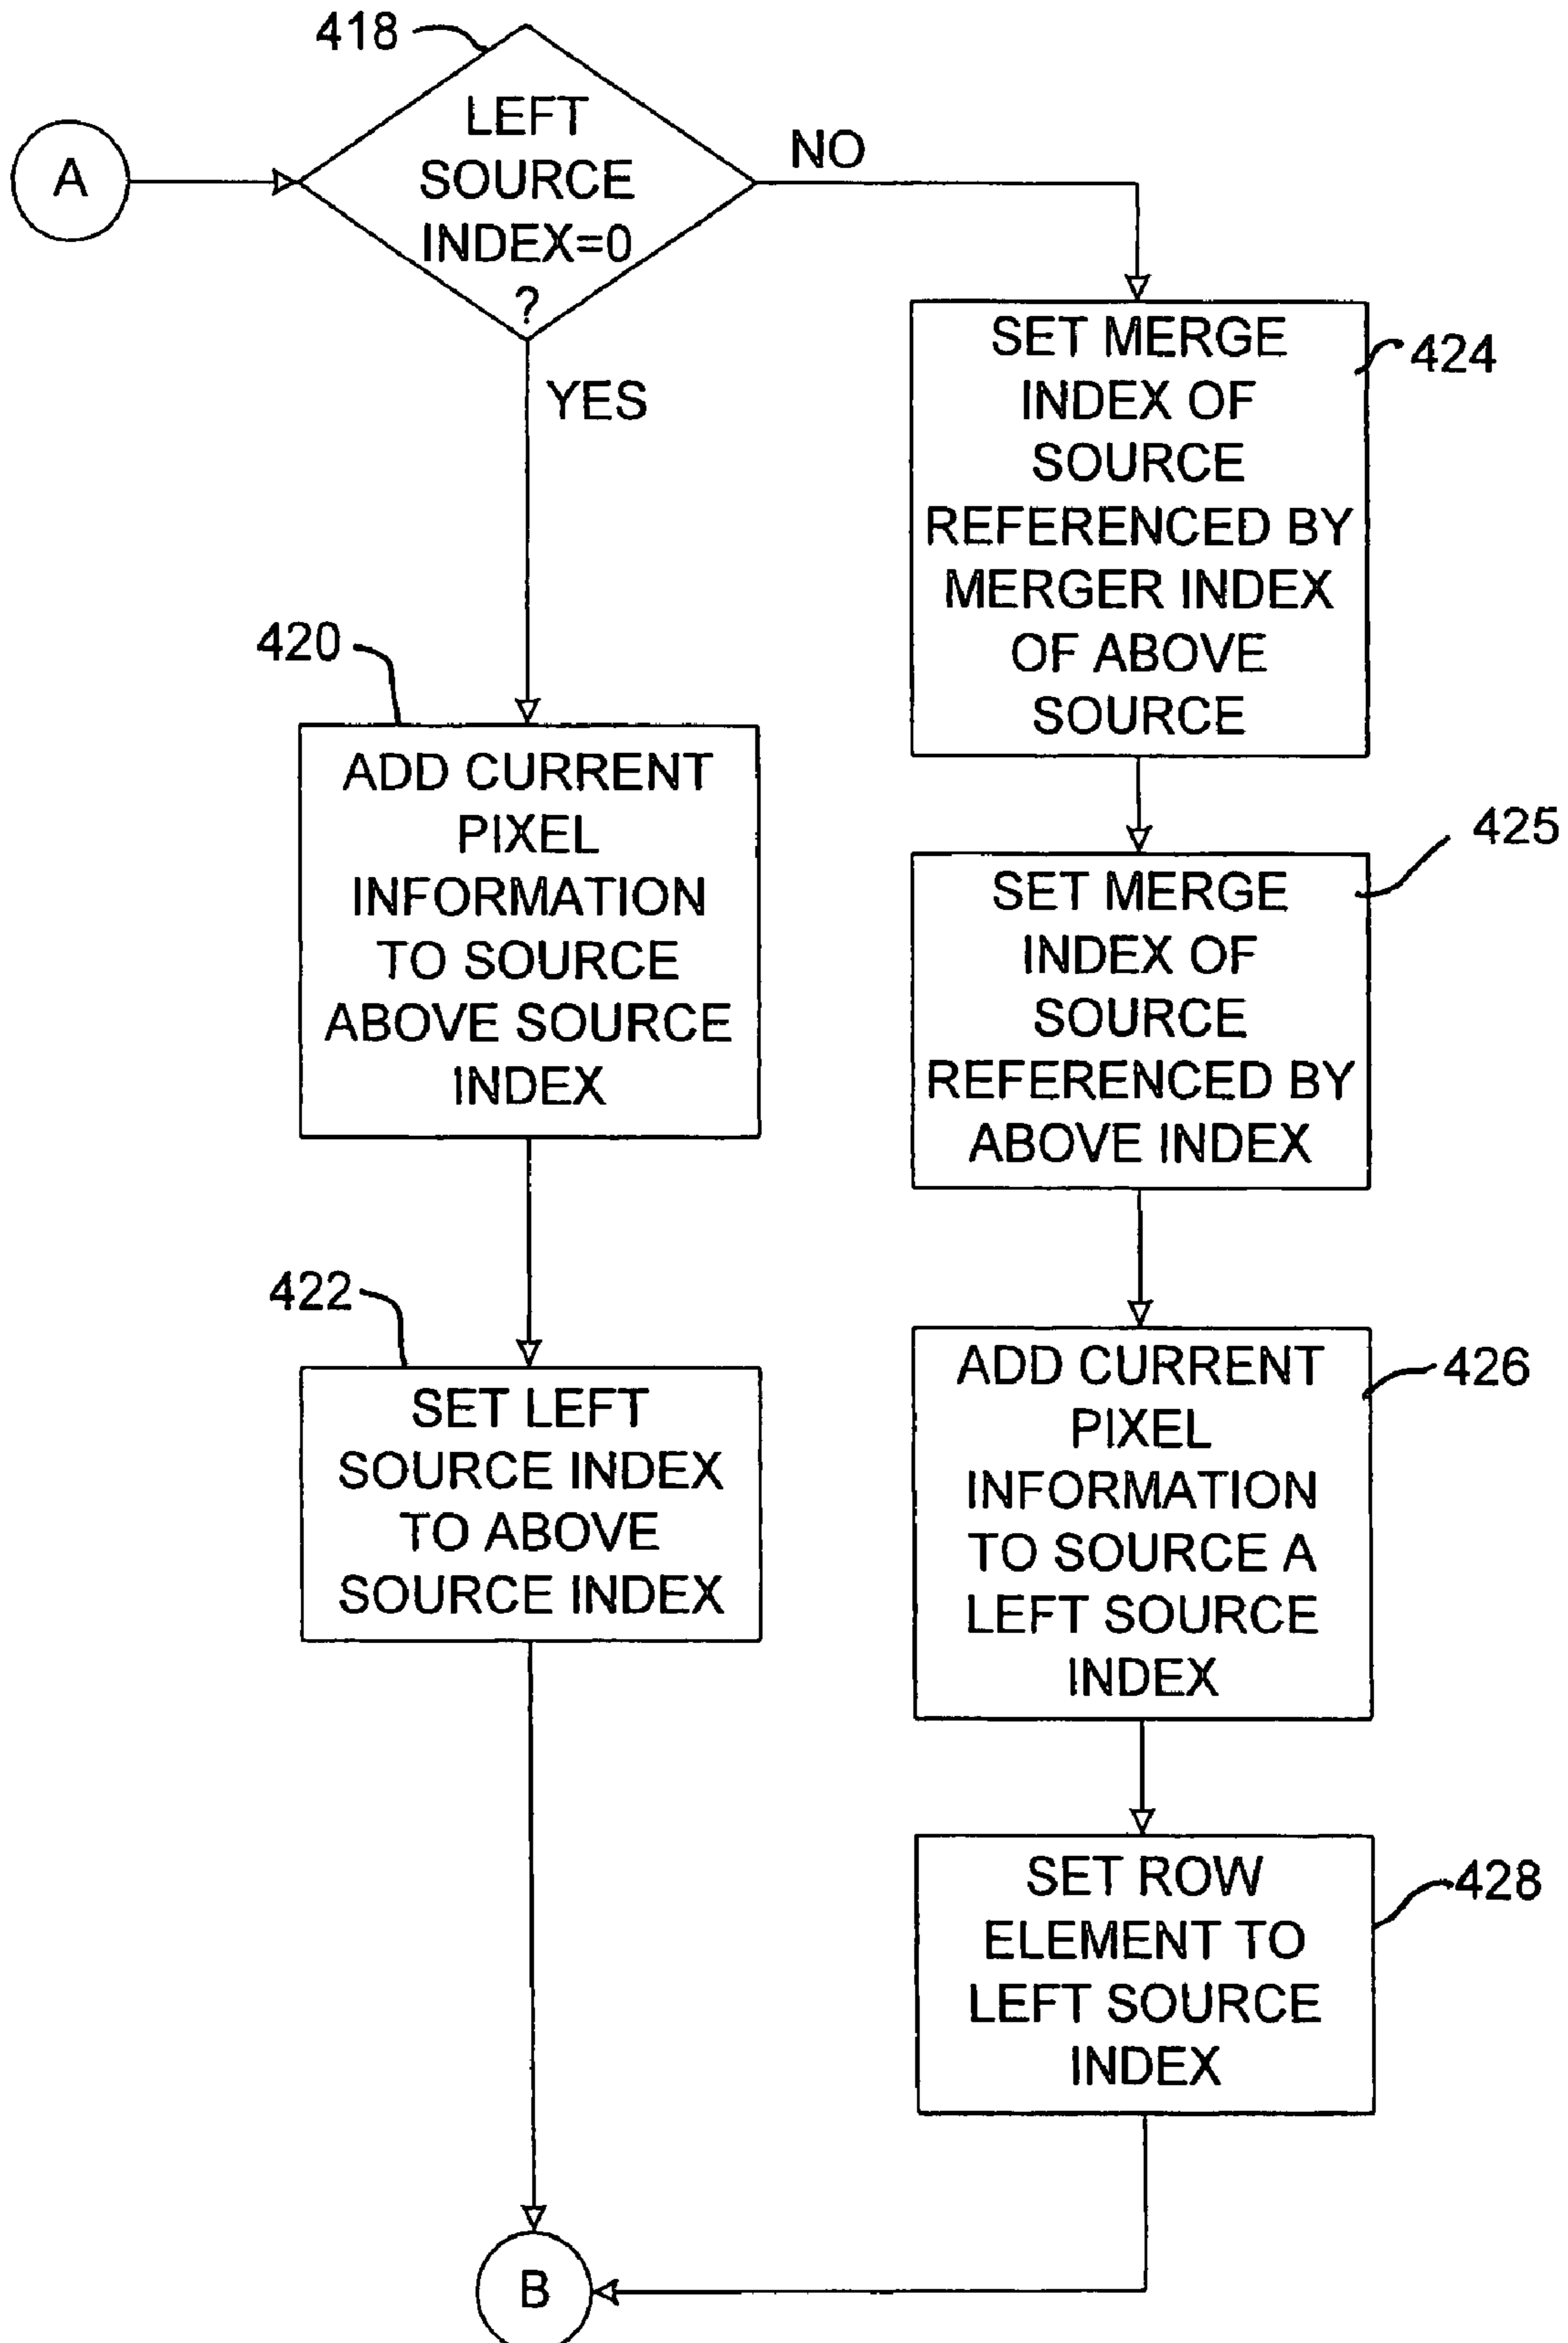 418
LEFT
SOURCE
INDEX=0
?
A
NO
YES
420
ADD CURRENT
PIXEL
INFORMATION
TO SOURCE
ABOVE SOURCE
INDEX
422
SET LEFT
SOURCE INDEX
TO ABOVE
SOURCE INDEX
SET MERGE
INDEX OF
SOURCE
REFERENCED BY
MERGER INDEX
OF ABOVE
SOURCE
424
SET MERGE
INDEX OF
SOURCE
REFERENCED BY
ABOVE INDEX
425
ADD CURRENT
PIXEL
INFORMATION
TO SOURCE A
LEFT SOURCE
INDEX
426
SET ROW
ELEMENT TO
LEFT SOURCE
INDEX
428
B